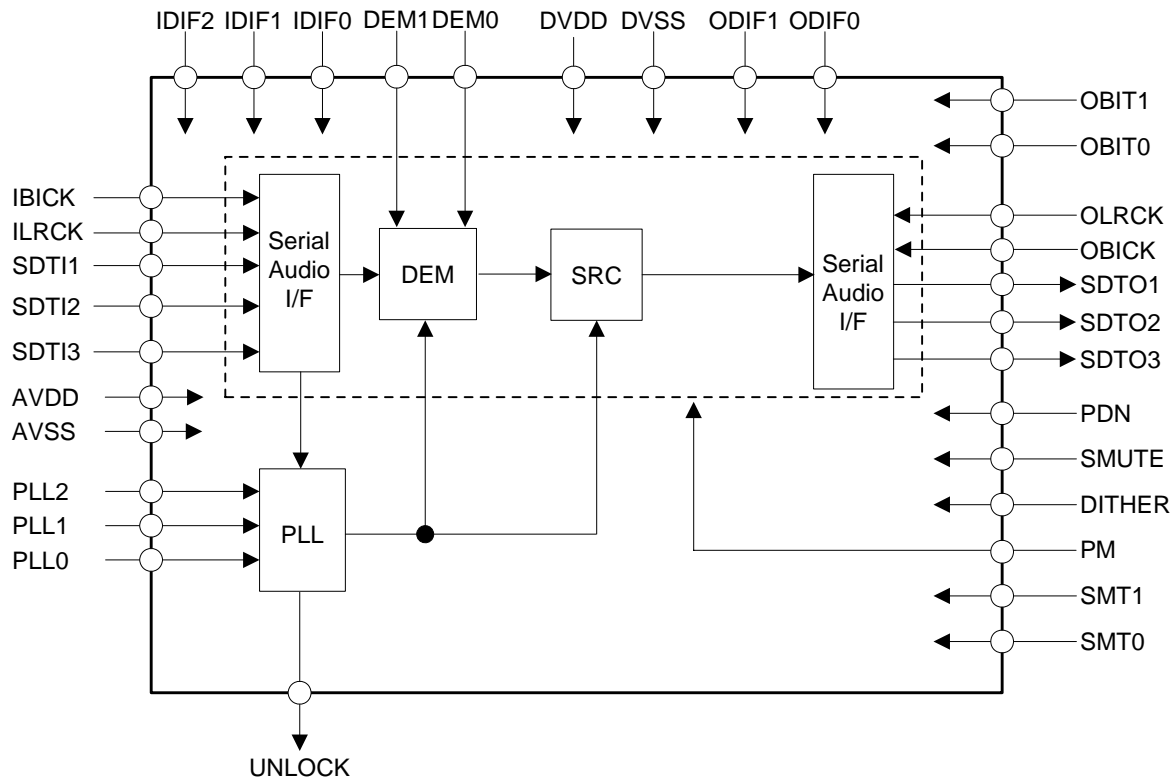 IDIF2 IDIF1 IDIF0 DEM1 DEM0 DVDD DVSS ODIF1 ODIF0
OBIT1
OBIT0
IBICK
ILRCK
SDTI1
SDTI2
SDTI3
AVDD
AVSS
PLL2
PLL1
PLL0
Serial
Audio
I/F
DEM
SRC
Serial
Audio
I/F
PLL
OLRCK
OBICK
SDTO1
SDTO2
SDTO3
PDN
SMUTE
DITHER
PM
SMT1
SMT0
UNLOCK